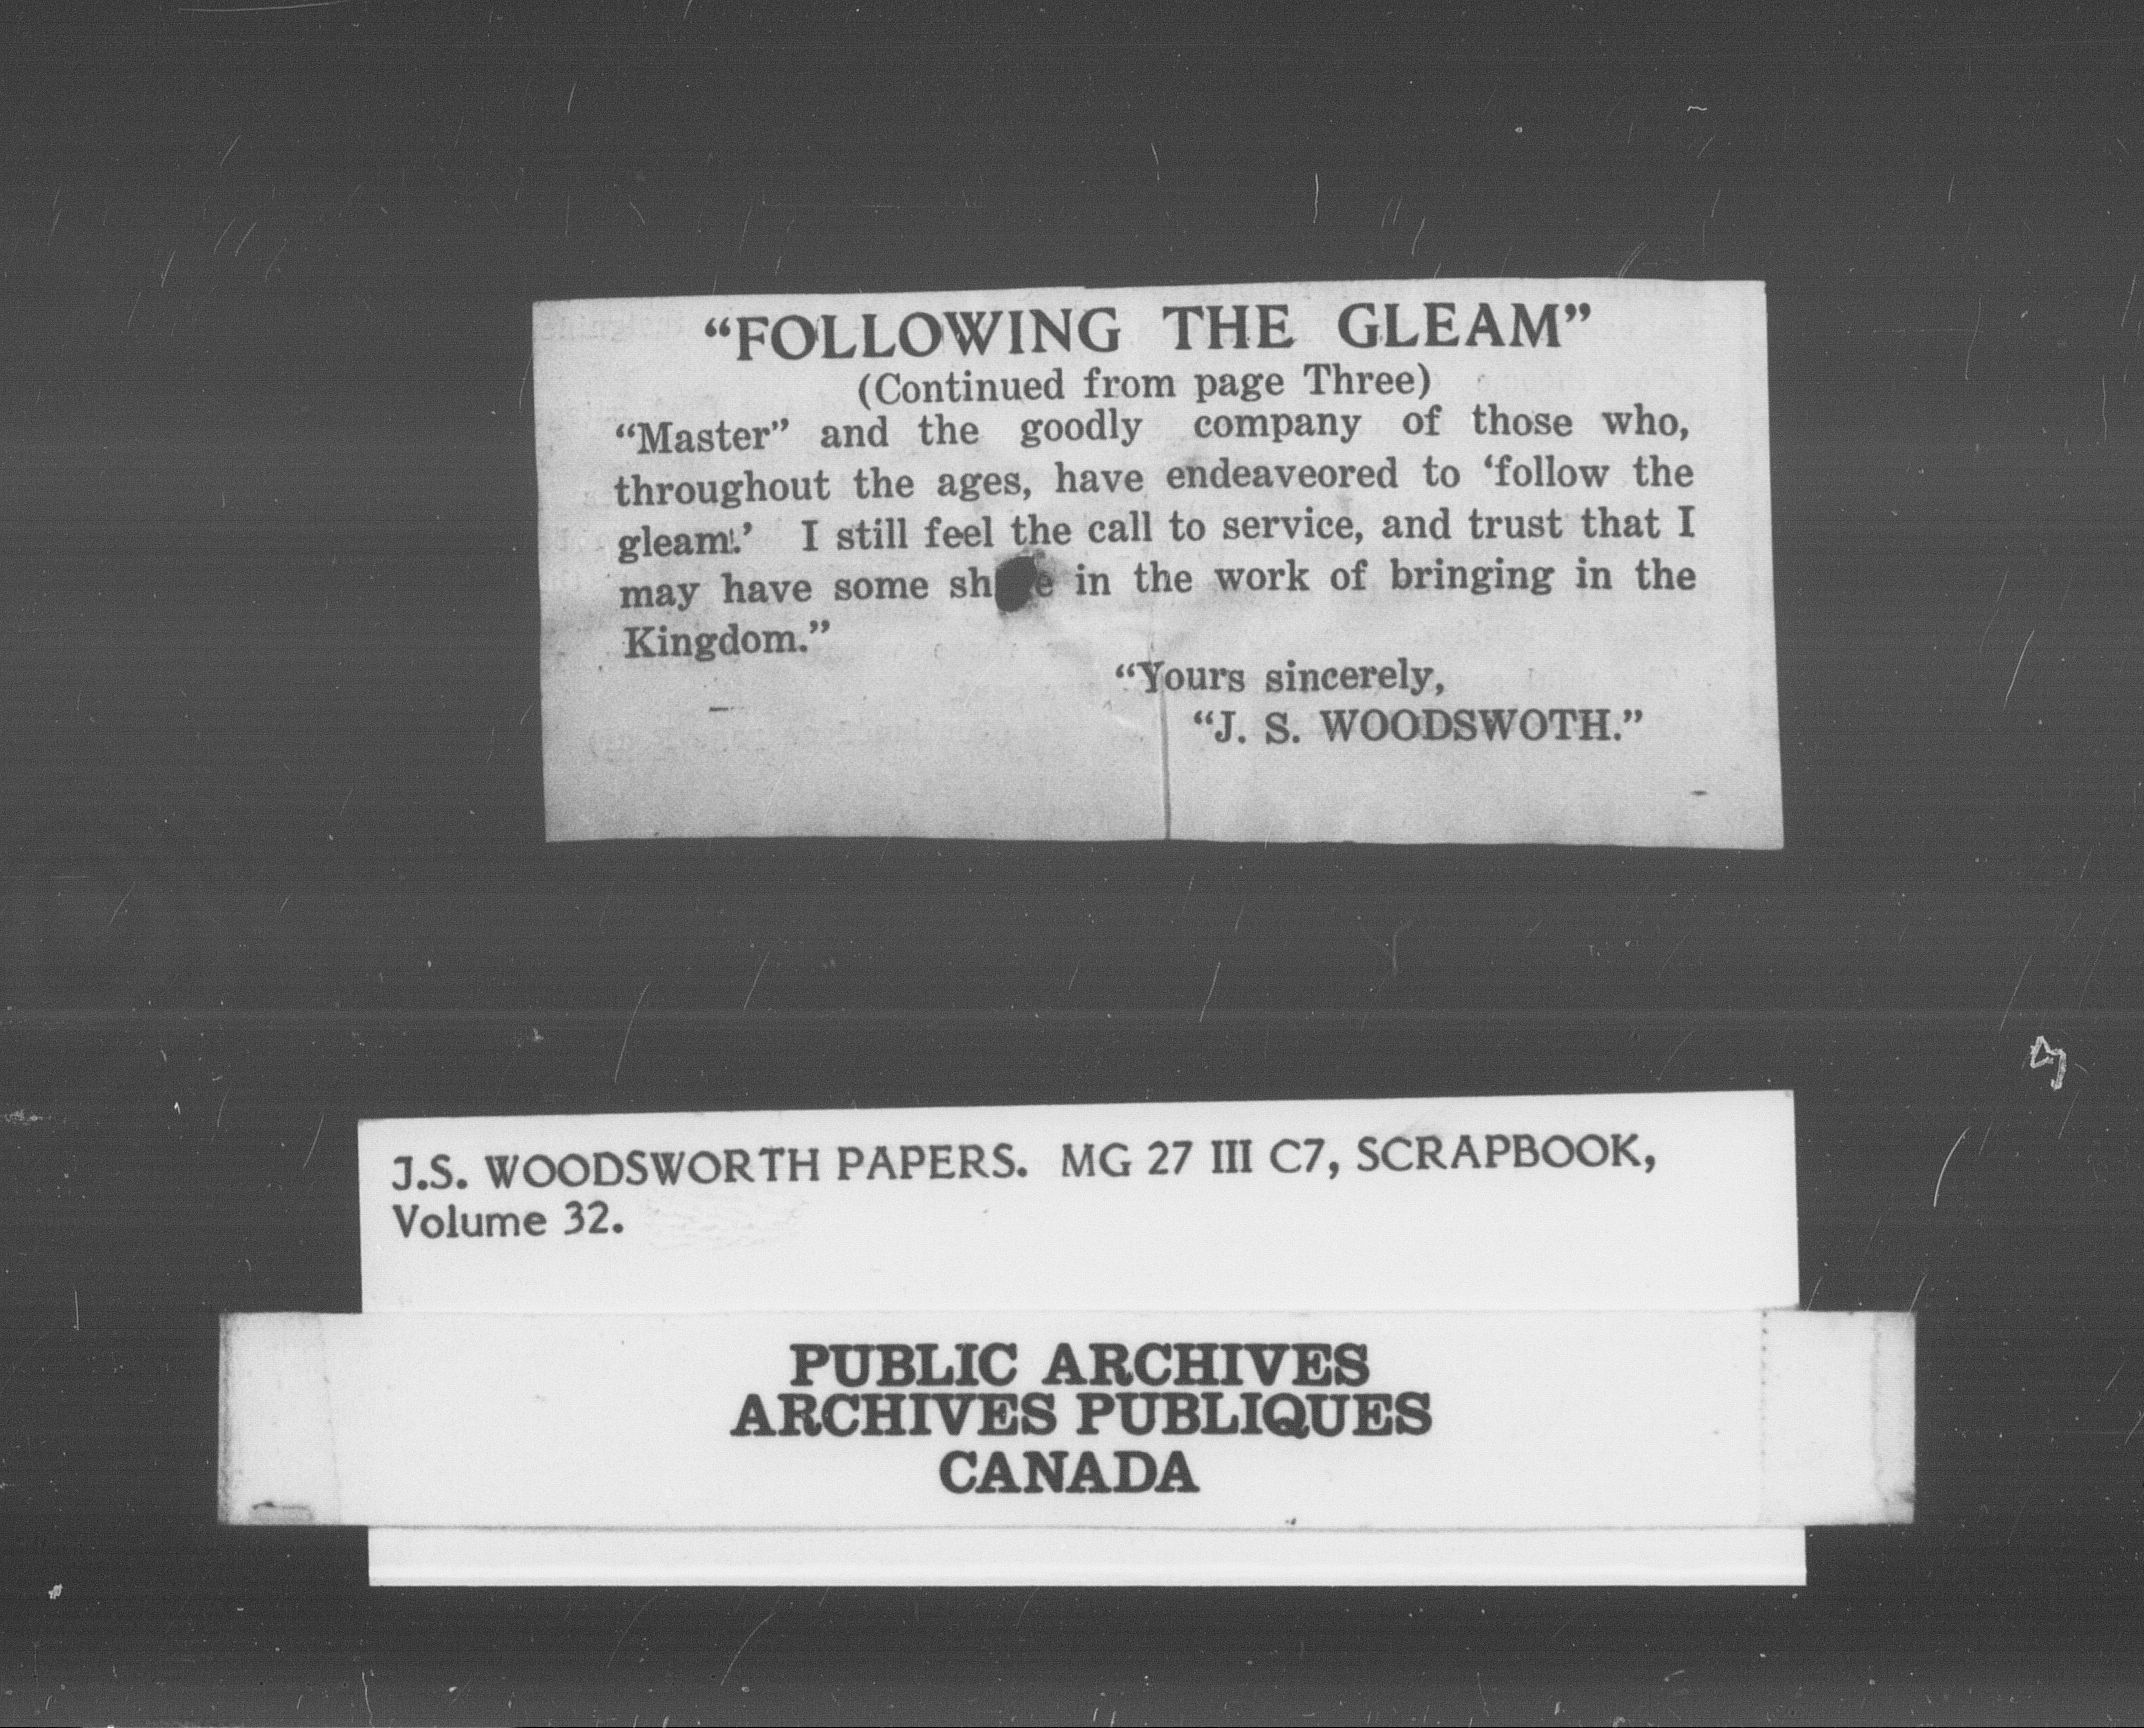 “FOLLOWING THE GLEAM”
(Continued from page Three)
“Master” and the goodly company of those who,
throughout the ages, have endeaveored to ‘follow the
gleam.’ I still feel the call to service, and trust that I
may have some in the work of bringing in the
Kingdom.”
“Yours sincerely,
“J. S. WOODSWOTH.”
J.S. WOODSWORTH PAPERS. MG 27 III C7, SCRAPBOOK,
Volume 32.
PUBLIC ARCHIVES
ARCHIVES PUBLIQUES
CANADA